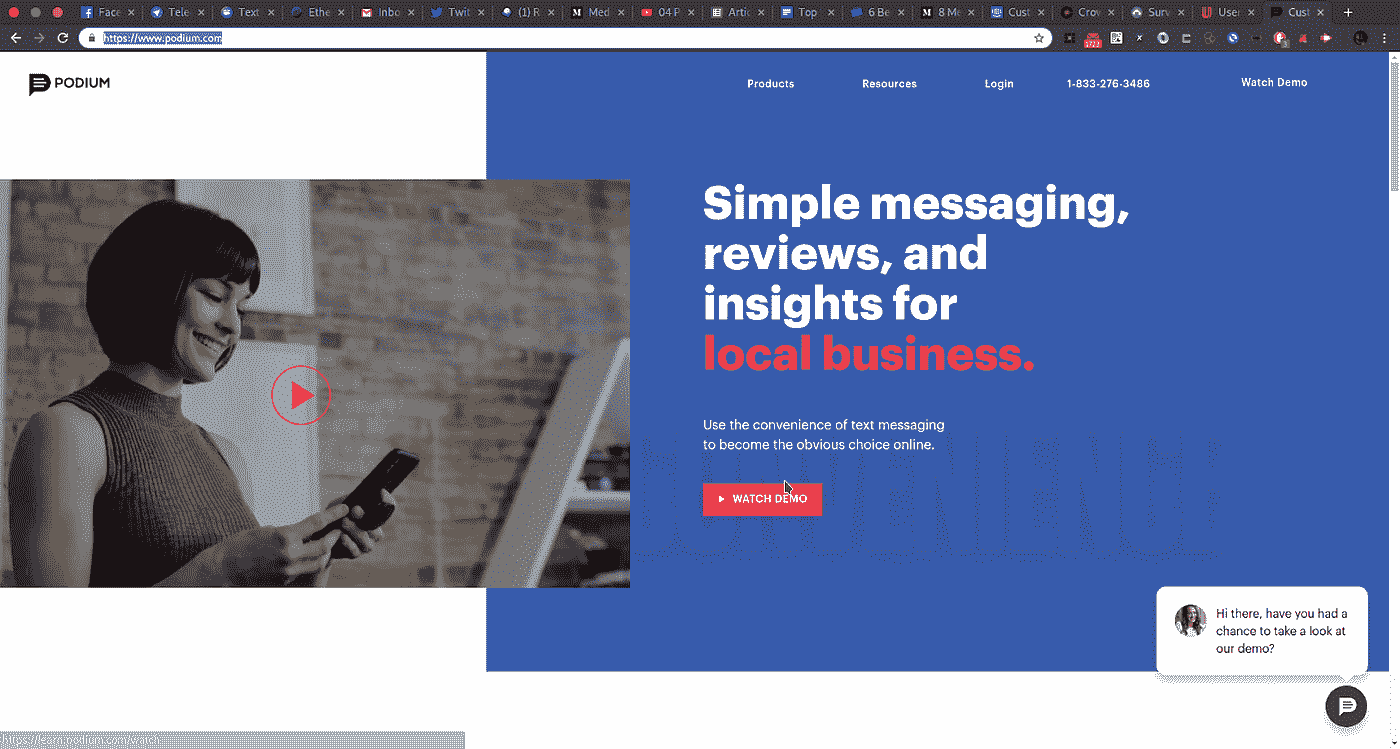 Face
Tele
Text
Ethe
Inbo
Twit
(1) R
Med
04 P
Artic
Top
6 Be
8 Me
Cust
Crow
Surv
User
Cust
https://www.podium.com
1722
3
PODIUM
Products
Resources
Login
1-833-276-3486
Watch Demo
Simple messaging,
reviews, and
insights for
local business.
Use the convenience of text messaging
to become the obvious choice online.
WATCH DEMO
Hi there, have you had a
chance to take a look at
our demo?
https://learn.podium.com/watch